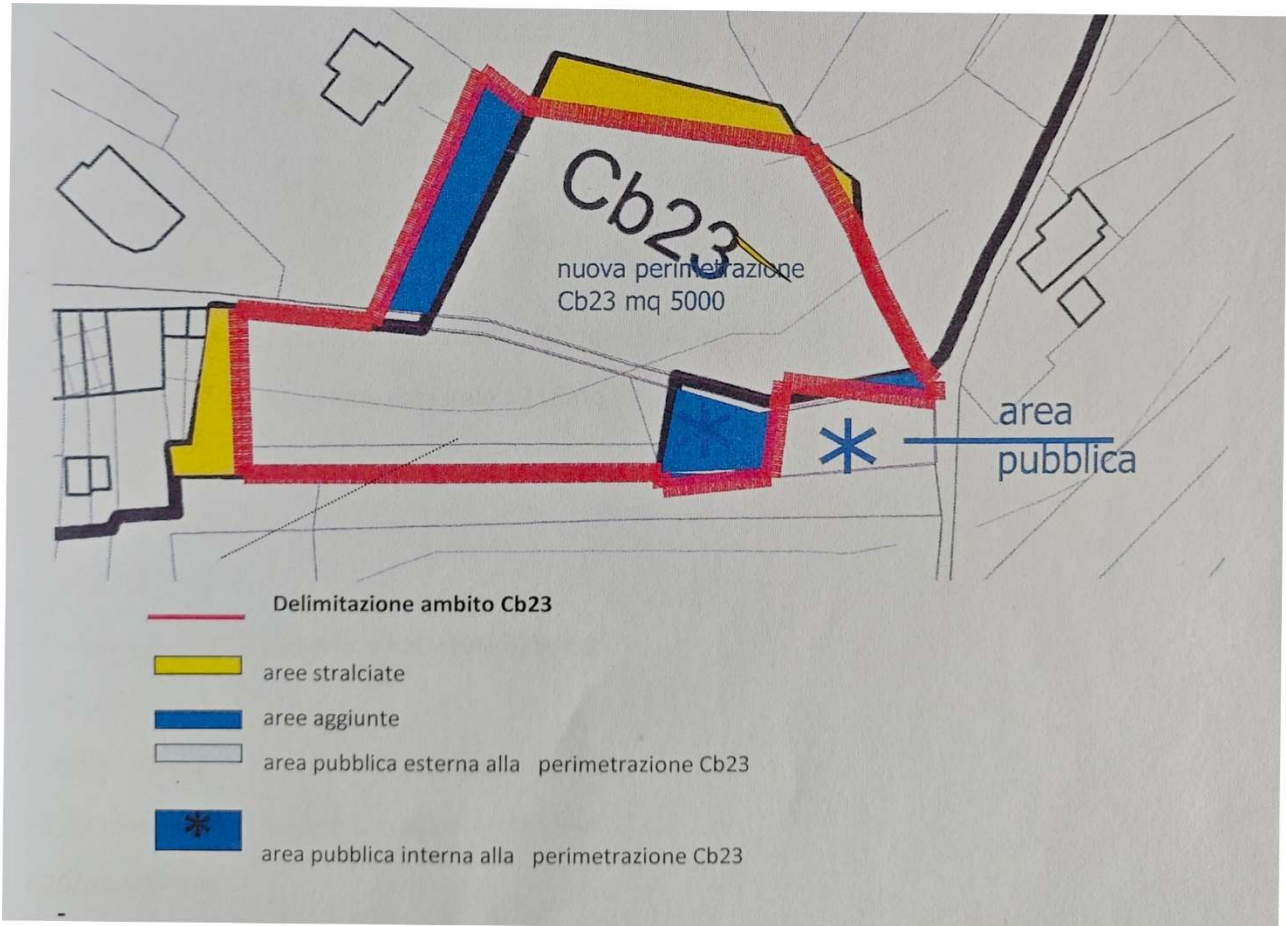 Cb23
nuova perimetrazione
Cb23 mq 5000
area
pubblica
Delimitazione ambito Cb23
aree stralciate
aree aggiunte
area pubblica esterna alla perimetrazione Cb23
area pubblica interna alla perimetrazione Cb23